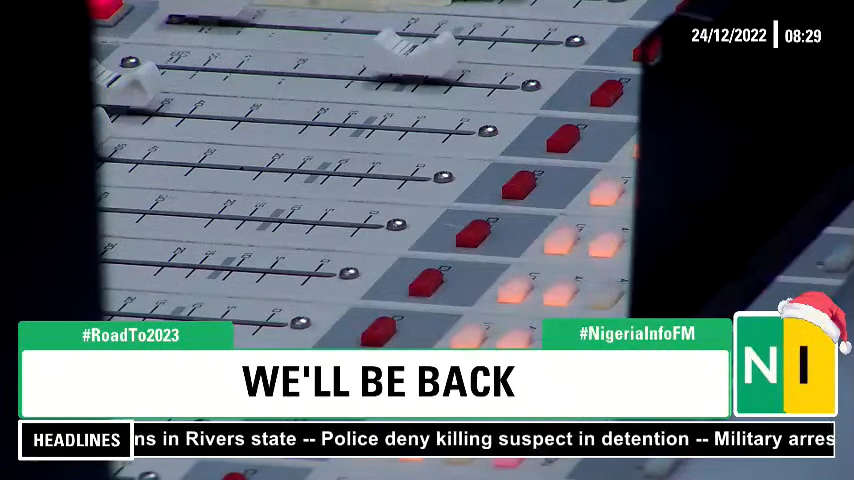 24/12/2022 | 08:29
#RoadTo2023
#NigeriaInfoFM
WE'LL BE BACK
NI
HEADLINES
ns in Rivers state -- Police deny killing suspect in detention -- Military arres